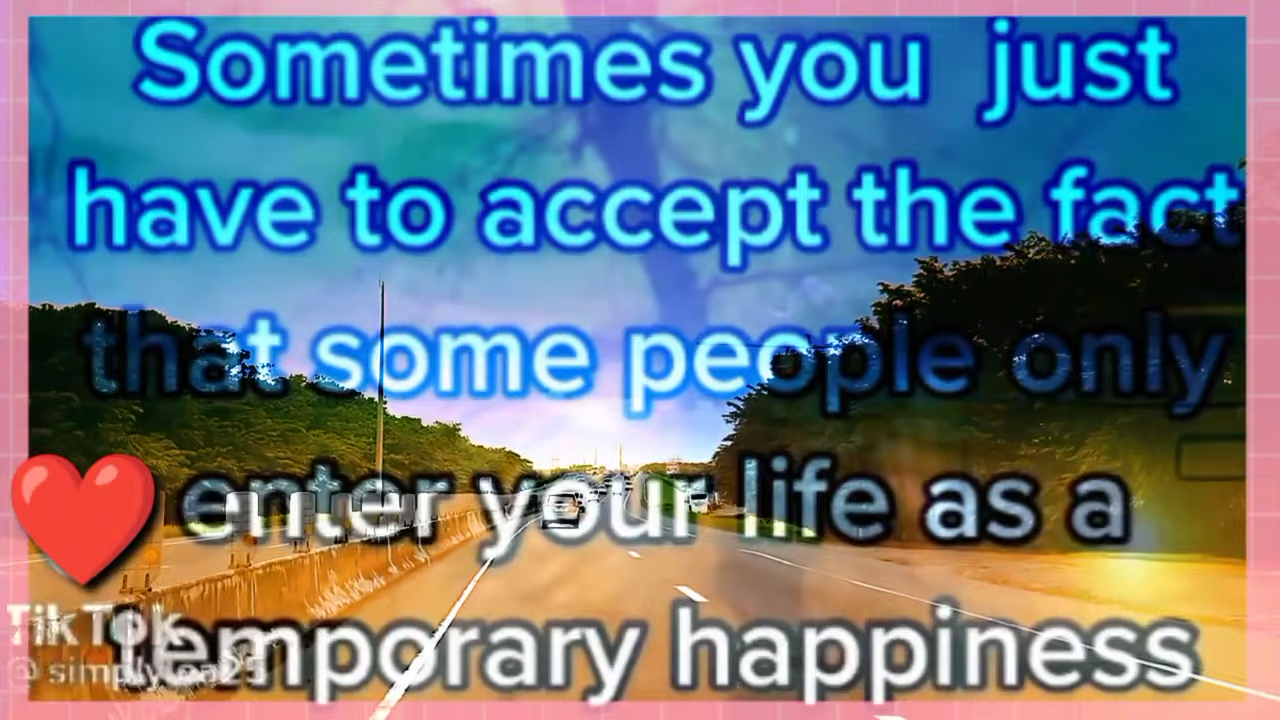 Sometimes you just
have to accept the fact
that some people only
enter your life as a
temporary happiness
TikTok